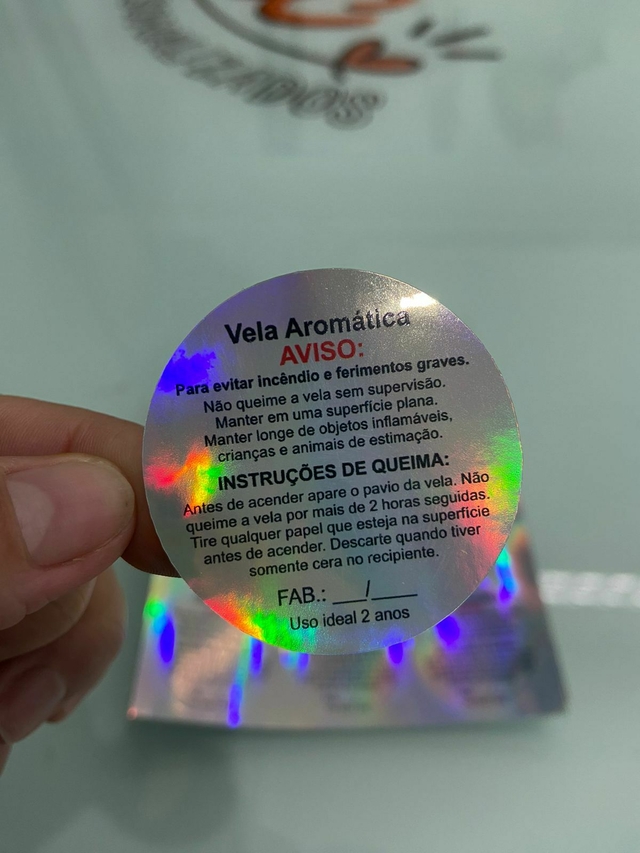 Vela Aromática
AVISO:
Para evitar incêndio e ferimentos graves.
Não queime a vela sem supervisão.
Manter em uma superfície plana.
Manter longe de objetos inflamáveis,
crianças e animais de estimação.
INSTRUÇÕES DE QUEIMA:
Antes de acender apare o pavio da vela. Não
queime a vela por mais de 2 horas seguidas.
Tire qualquer papel que esteja na superfície
antes de acender. Descarte quando tiver
somente cera no recipiente.
FAB.: ___/____
Uso ideal 2 anos